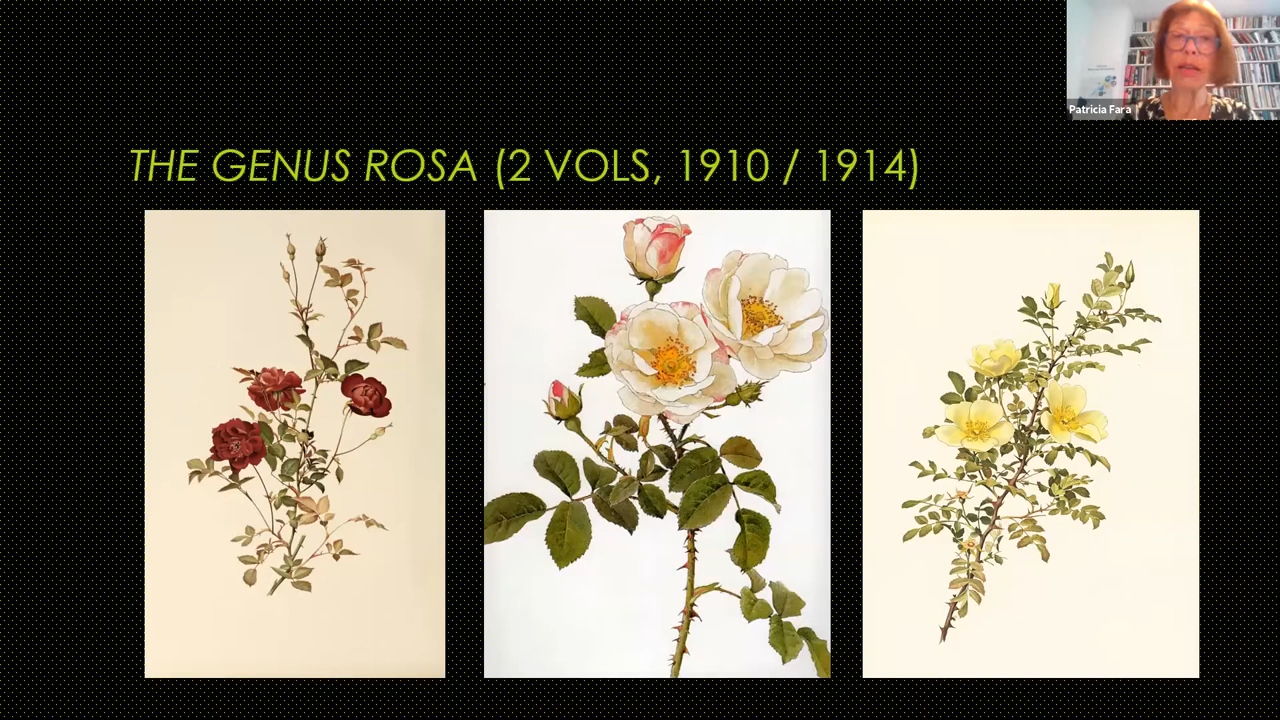 Patricia Fara
THE GENUS ROSA (2 VOLS, 1910 / 1914)